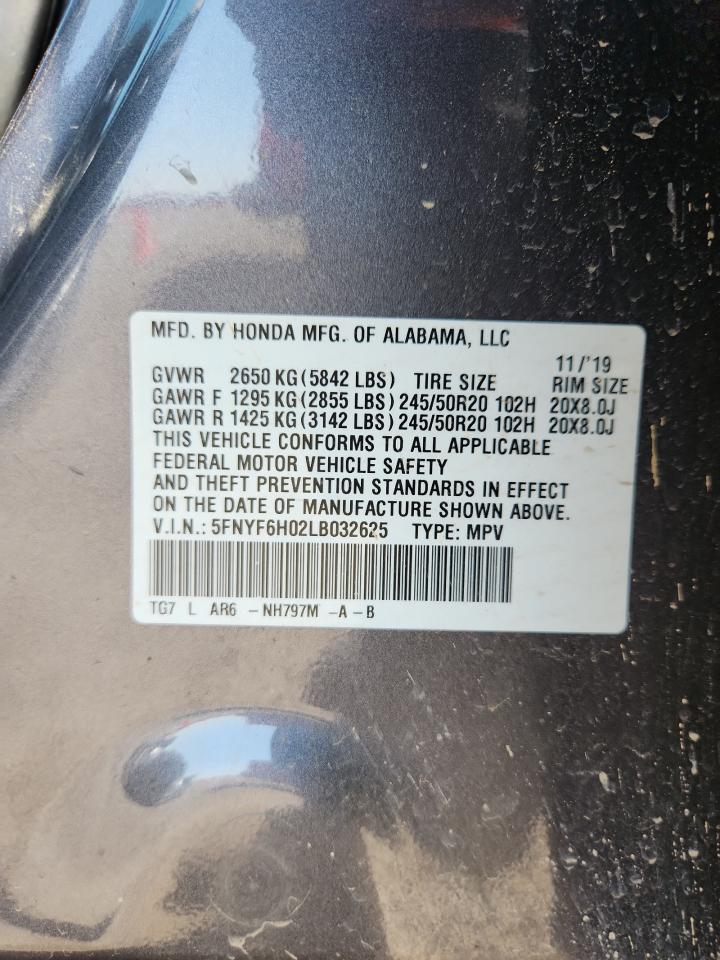 MFD. BY HONDA MFG. OF ALABAMA, LLC
11/'19
GVWR 2650 KG (5842 LBS) TIRE SIZE RIM SIZE
GAWR F 1295 KG (2855 LBS) 245/50R20 102H 20X8.0J
GAWR R 1425 KG (3142 LBS) 245/50R20 102H 20X8.0J
THIS VEHICLE CONFORMS TO ALL APPLICABLE
FEDERAL MOTOR VEHICLE SAFETY
AND THEFT PREVENTION STANDARDS IN EFFECT
ON THE DATE OF MANUFACTURE SHOWN ABOVE.
V.I.N.: 5FNYF6H02LB032625 TYPE: MPV
TG7 L AR6 - NH797M - A - B